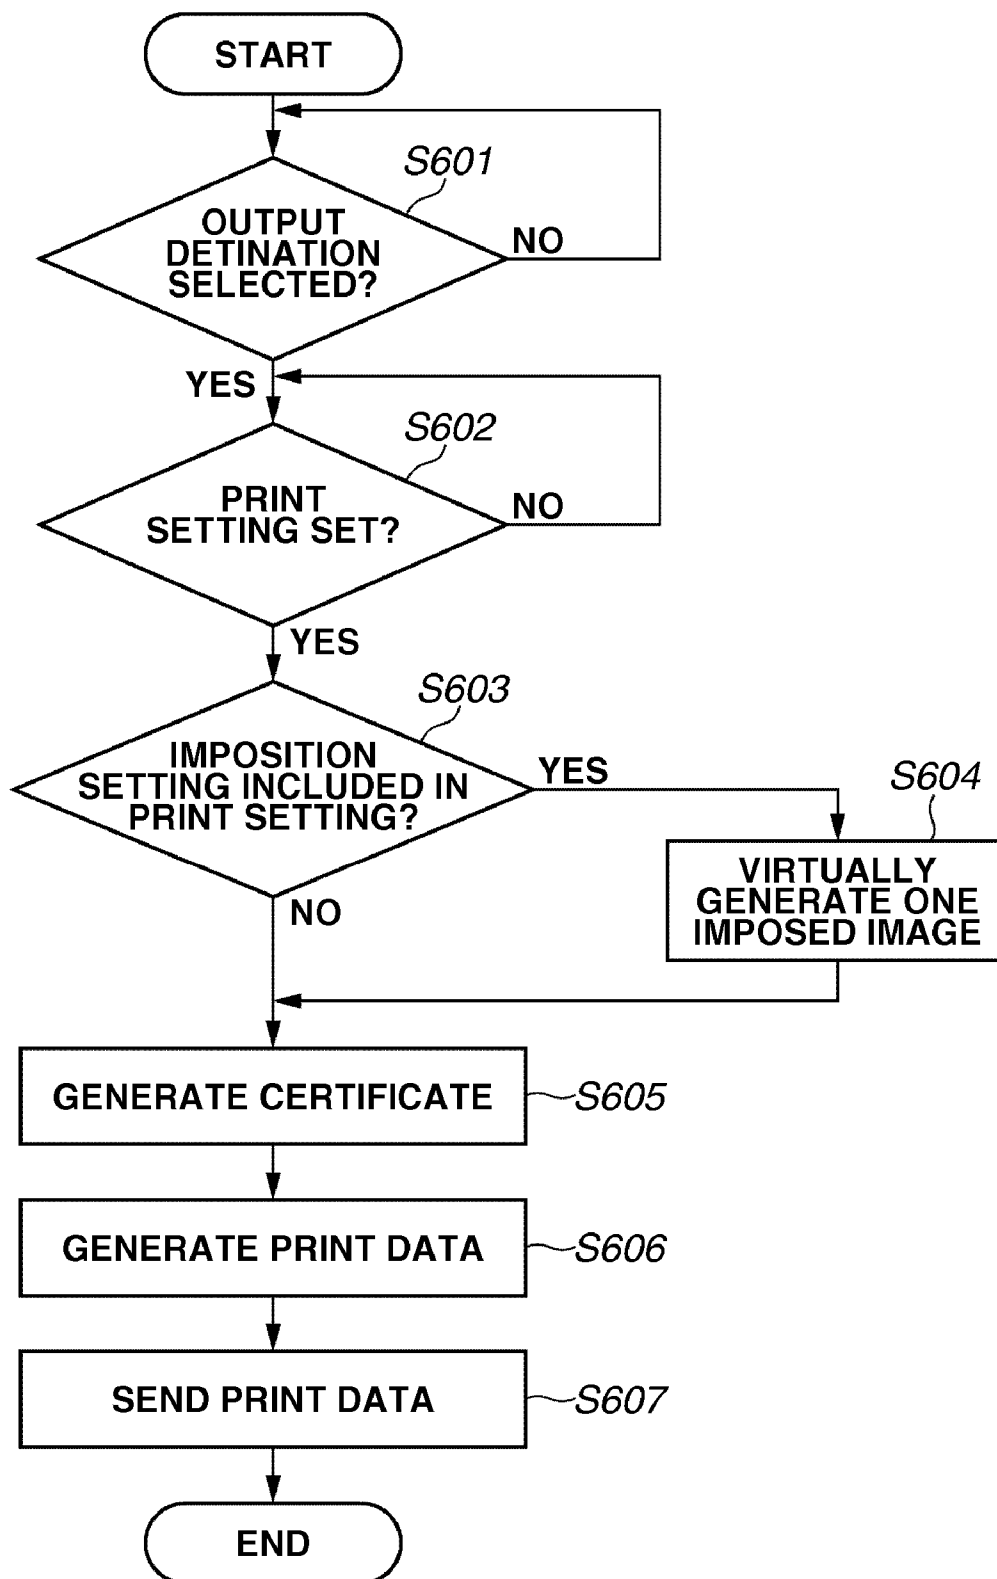 START
S601
OUTPUT
DETINATION
SELECTED?
NO
YES
S602
PRINT
SETTING SET?
NO
YES
S603
IMPOSITION
SETTING INCLUDED IN
PRINT SETTING?
YES
NO
S604
VIRTUALLY
GENERATE ONE
IMPOSED IMAGE
GENERATE CERTIFICATE
S605
GENERATE PRINT DATA
S606
SEND PRINT DATA
S607
END